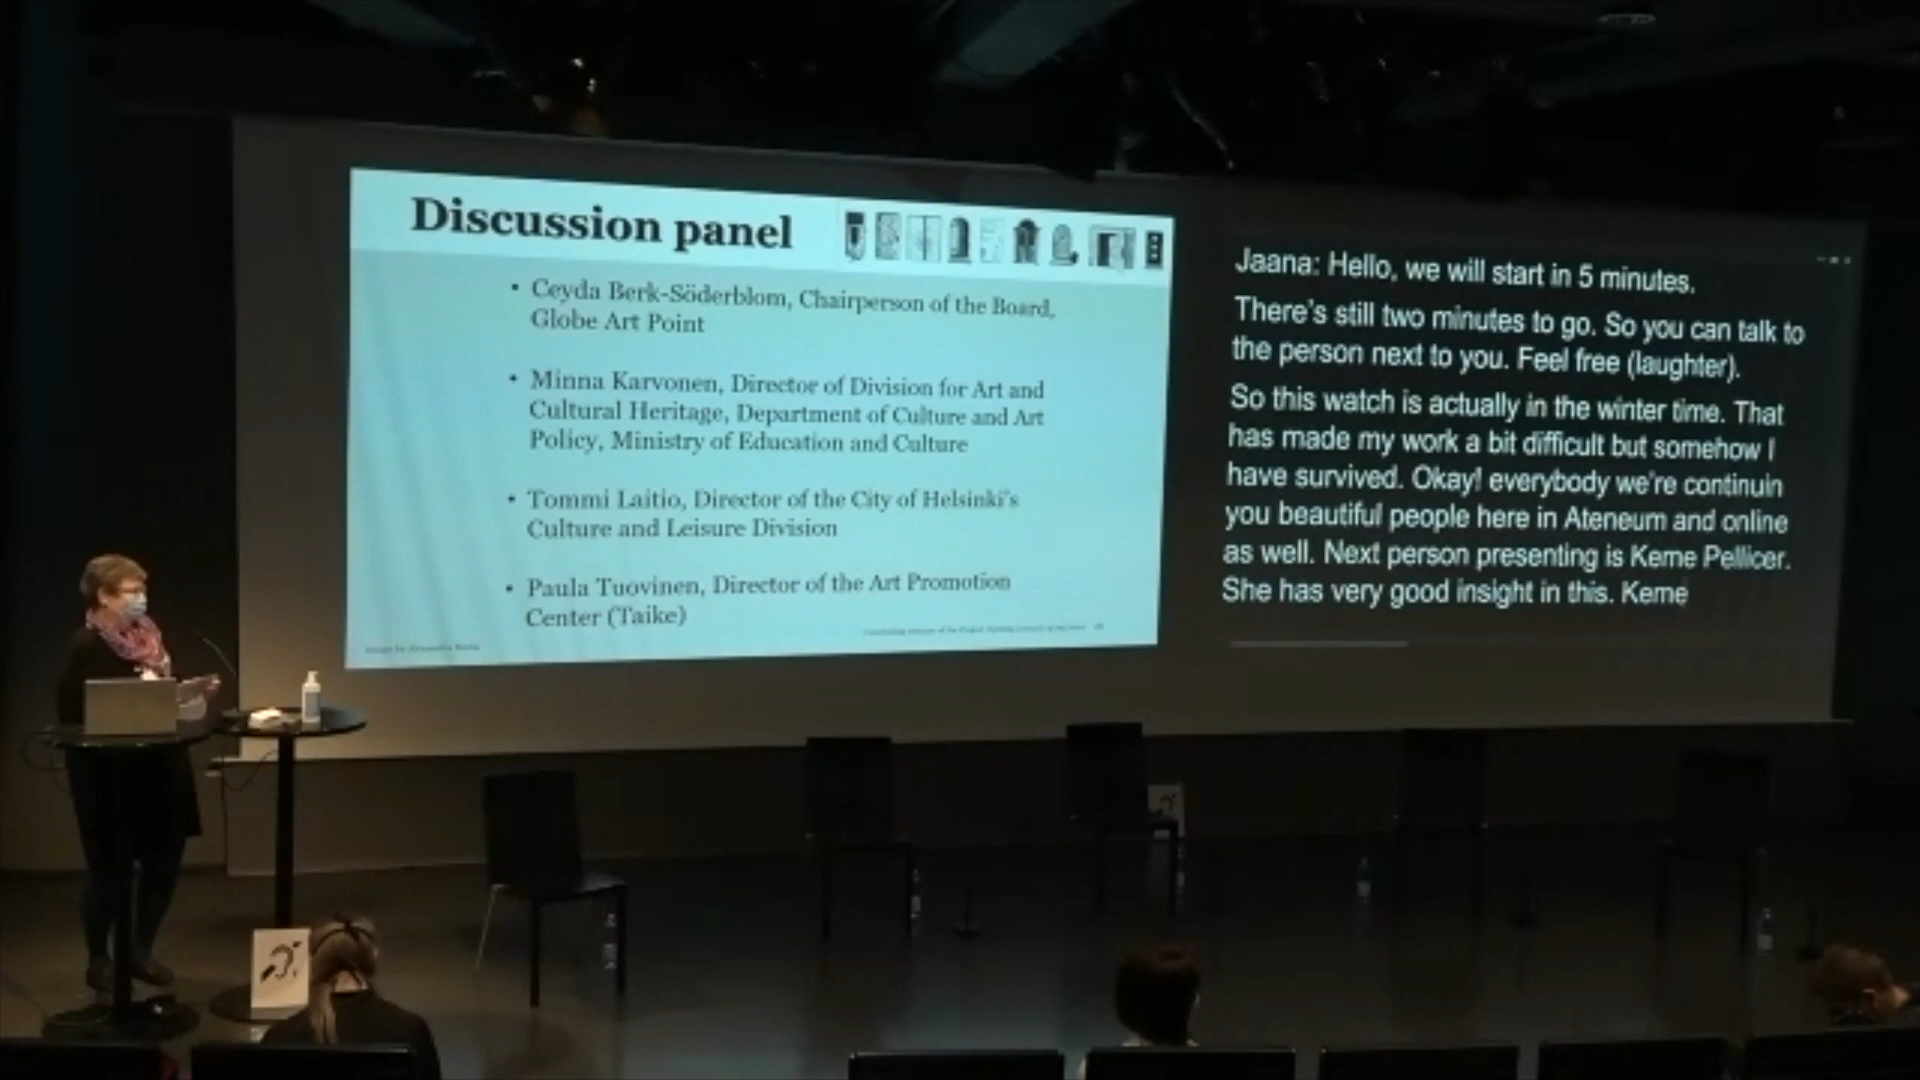 Discussion panel
• Ceyda Berk-Söderblom, Chairperson of the Board,
Globe Art Point
• Minna Karvonen, Director of Division for Art and
Cultural Heritage, Department of Culture and Art
Policy, Ministry of Education and Culture
• Tommi Laitio, Director of the City of Helsinki's
Culture and Leisure Division
• Paula Tuovinen, Director of the Art Promotion
Center (Taike)
Jaana: Hello, we will start in 5 minutes.
There's still two minutes to go. So you can talk to
the person next to you. Feel free (laughter).
So this watch is actually in the winter time. That
has made my work a bit difficult but somehow I
have survived. Okay! everybody we're continuin
you beautiful people here in Ateneum and online
as well. Next person presenting is Keme Pellicer.
She has very good insight in this. Keme